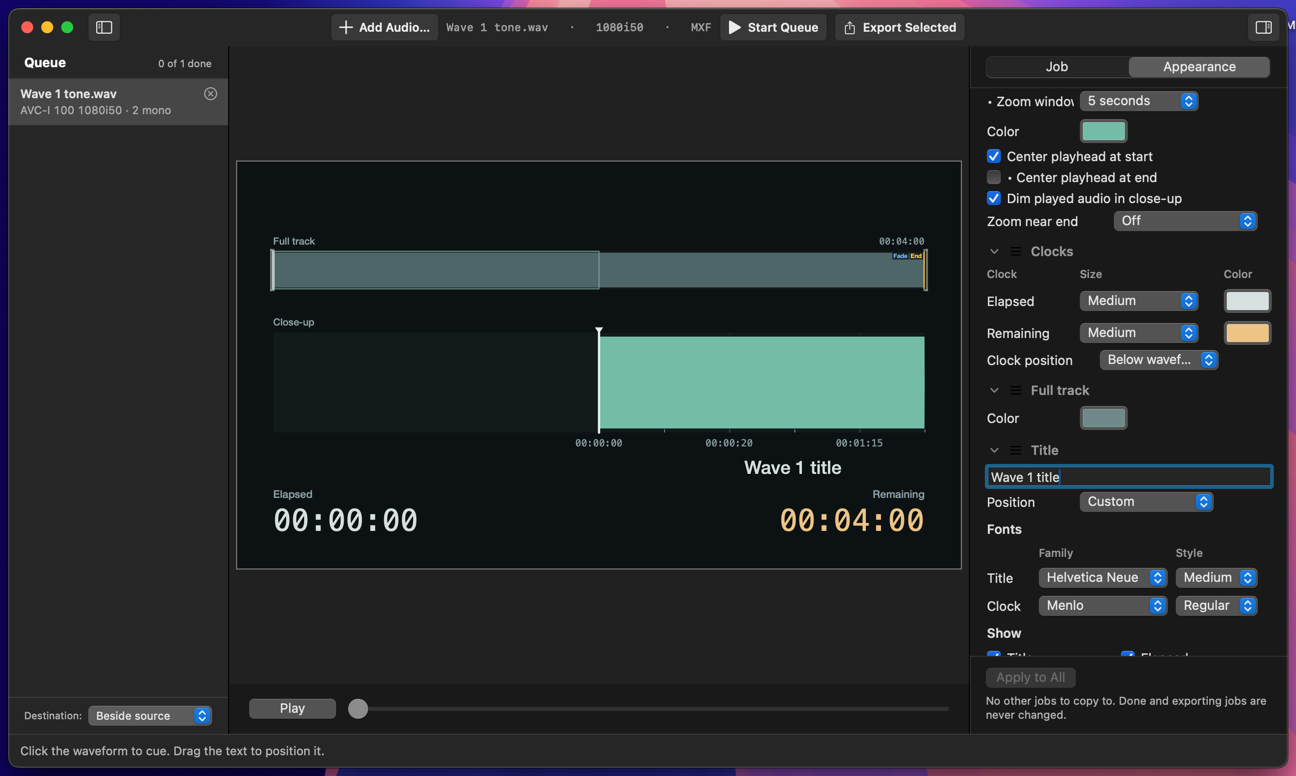 Add Audio... Wave 1 tone.wav · 1080i50 · MXF Start Queue Export Selected
Queue 0 of 1 done
Wave 1 tone.wav
AVC-I 100 1080i50 · 2 mono
Full track 00:04:00
Fade End
Close-up
00:00:00 00:00:20 00:01:15
Wave 1 title
Elapsed Remaining
00:00:00 00:04:00
Play
Destination: Beside source
Click the waveform to cue. Drag the text to position it.
Job Appearance
• Zoom window 5 seconds
Color
Center playhead at start
• Center playhead at end
Dim played audio in close-up
Zoom near end Off
Clocks
Clock Size Color
Elapsed Medium
Remaining Medium
Clock position Below wavef...
Full track
Color
Title
Wave 1 title
Position Custom
Fonts
Family Style
Title Helvetica Neue Medium
Clock Menlo Regular
Show
Title Elapsed
Apply to All
No other jobs to copy to. Done and exporting jobs are
never changed.